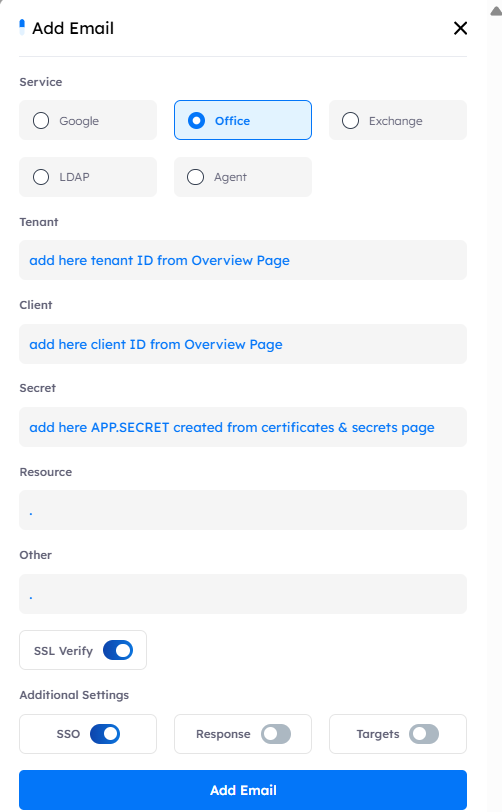 Add Email
Service
Google
Office
Exchange
LDAP
Agent
Tenant
add here tenant ID from Overview Page
Client
add here client ID from Overview Page
Secret
add here APP.SECRET created from certificates & secrets page
Resource
.
Other
.
SSL Verify
Additional Settings
SSO
Response
Targets
Add Email